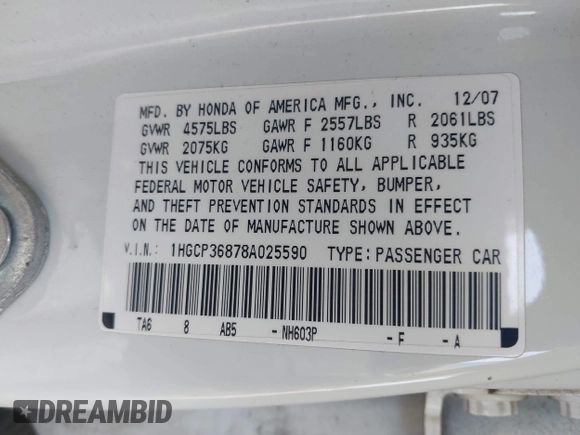 MFD. BY HONDA OF AMERICA MFG., INC. 12/07
GVWR 4575LBS GAWR F 2557LBS R 2061LBS
GVWR 2075KG GAWR F 1160KG R 935KG
THIS VEHICLE CONFORMS TO ALL APPLICABLE
FEDERAL MOTOR VEHICLE SAFETY, BUMPER,
AND THEFT PREVENTION STANDARDS IN EFFECT
ON THE DATE OF MANUFACTURE SHOWN ABOVE.
V.I.N.: 1HGCP36878A025590 TYPE: PASSENGER CAR
TA6 8 AB5 -NH603P -F -A
DREAMBID